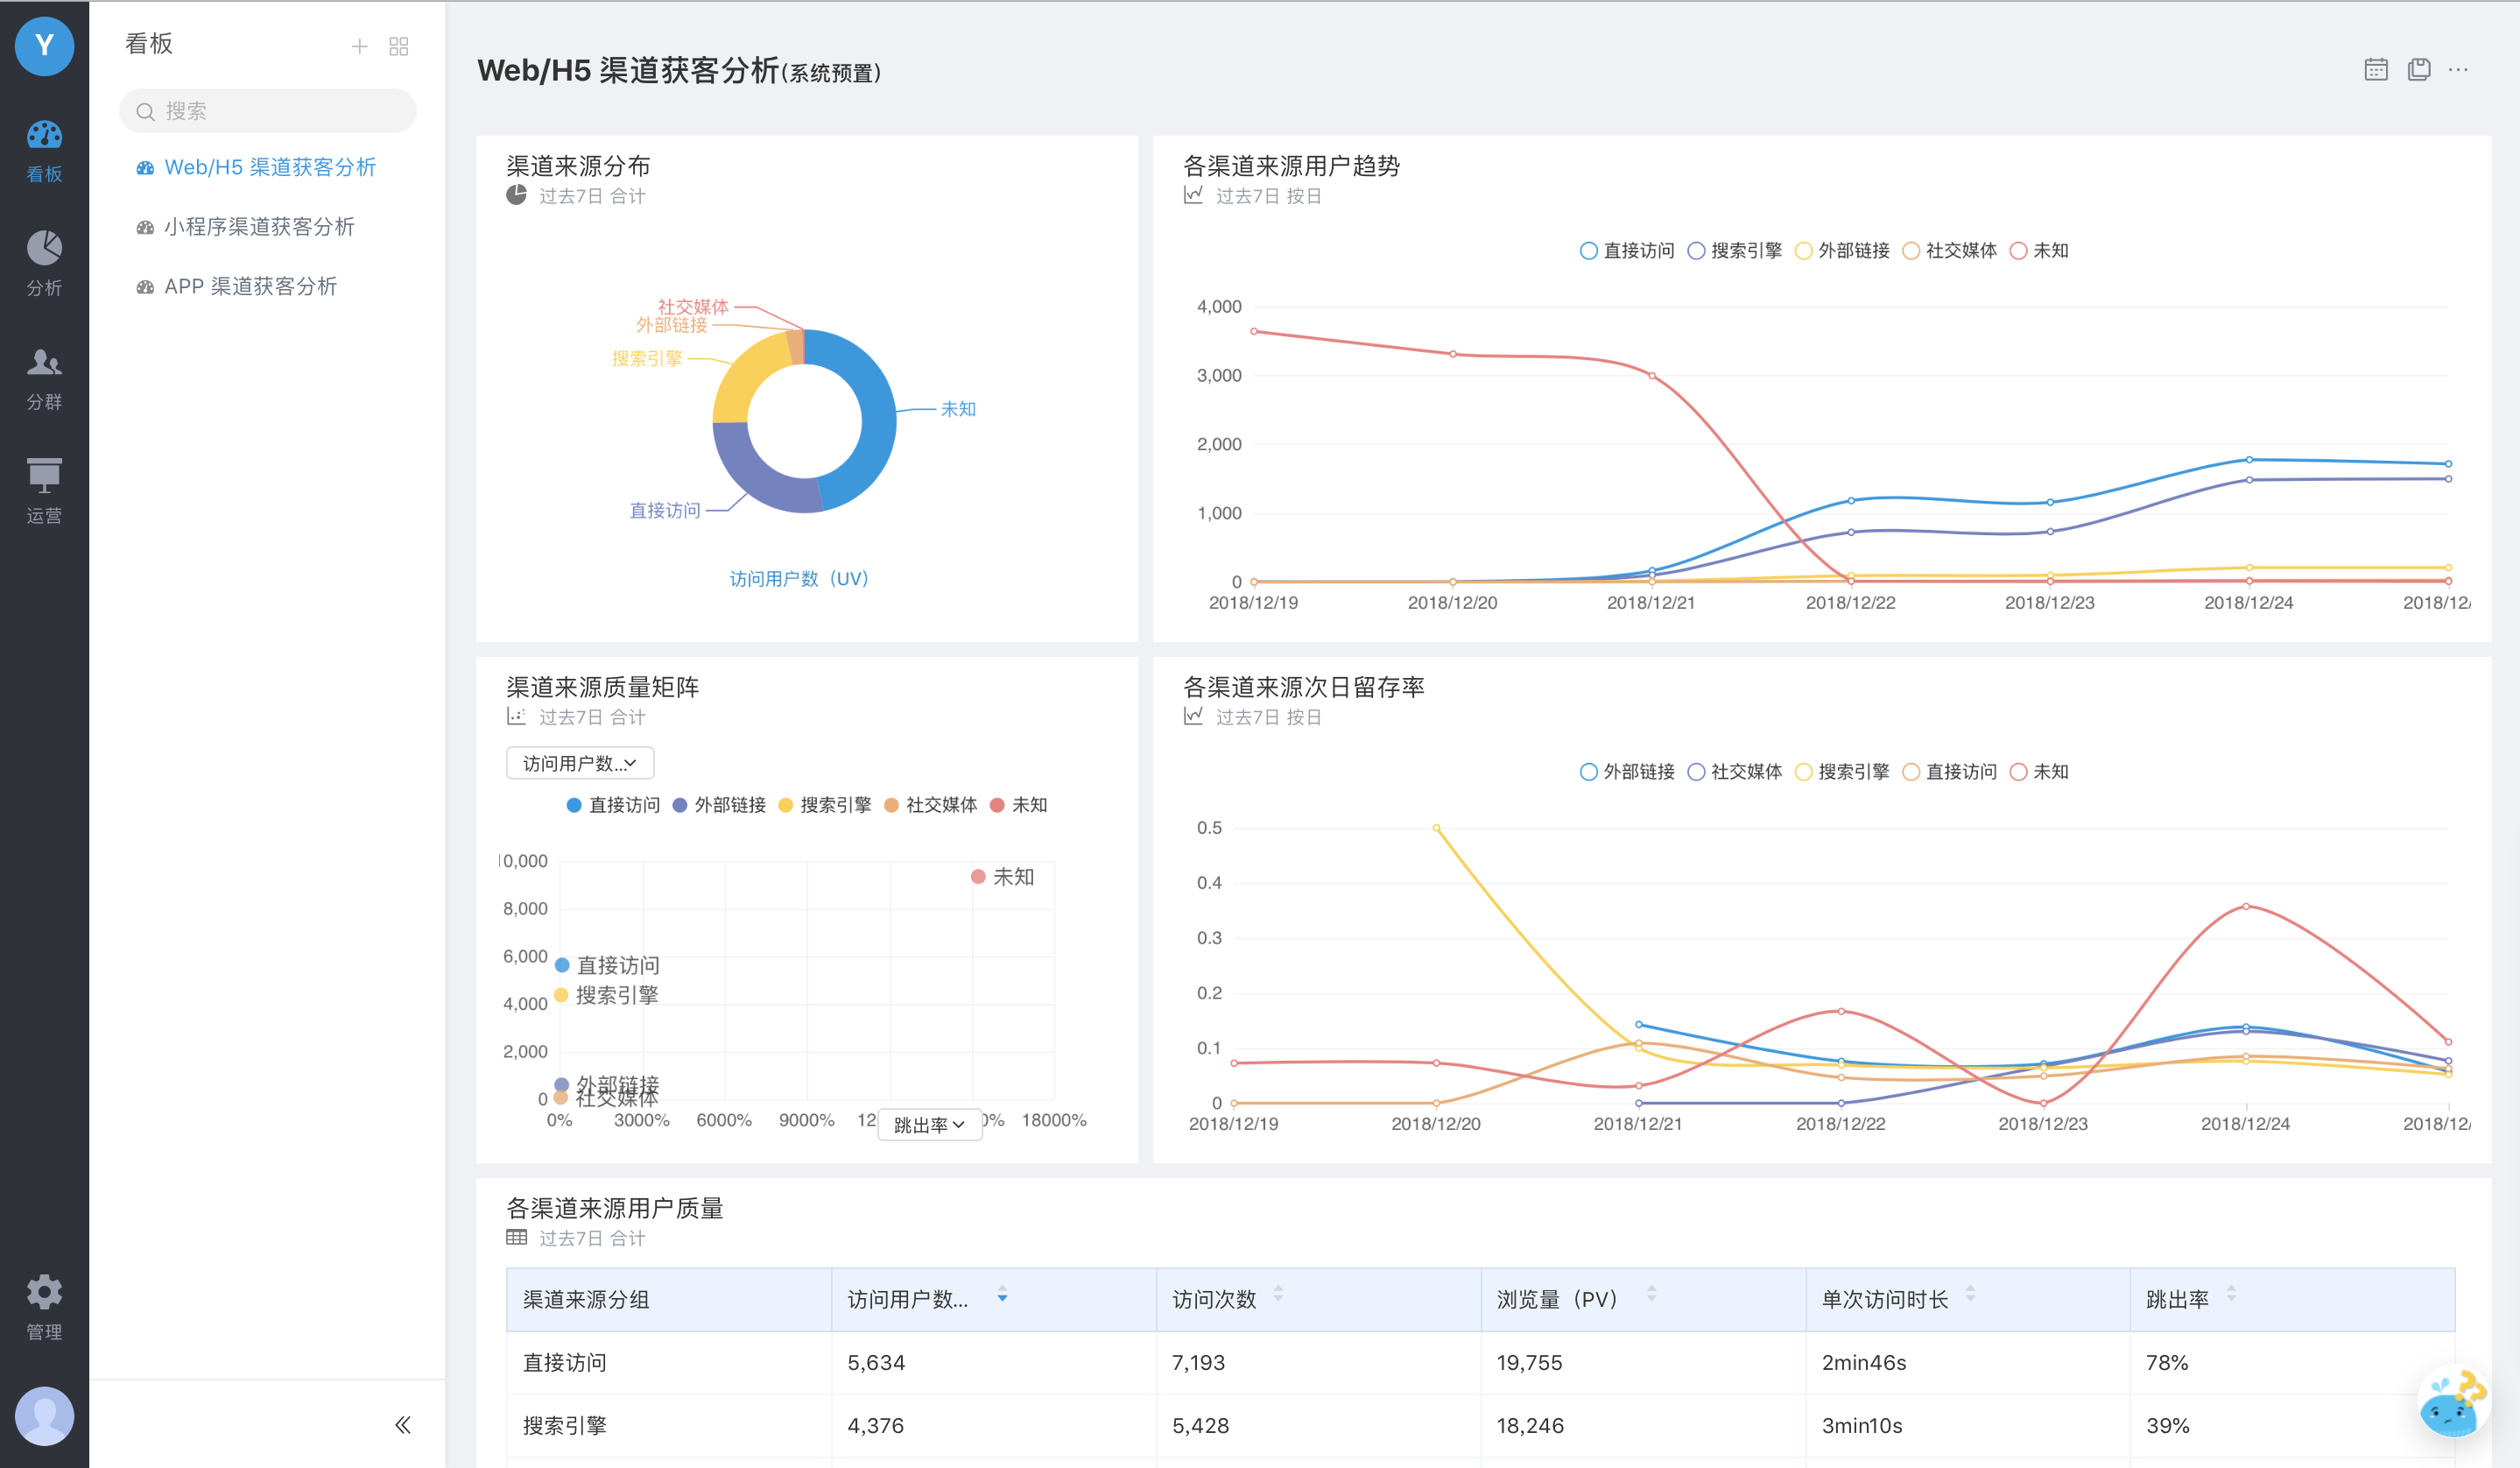 Y
看板
分析
分群
运营
管理
看板
搜索
Web/H5 渠道获客分析
小程序渠道获客分析
APP 渠道获客分析
Web/H5 渠道获客分析(系统预置)
渠道来源分布
过去7日 合计
社交媒体
外部链接
搜索引擎
未知
直接访问
访问用户数（UV）
各渠道来源用户趋势
过去7日 按日
直接访问 搜索引擎 外部链接 社交媒体 未知
4,000
3,000
2,000
1,000
0
2018/12/19 2018/12/20 2018/12/21 2018/12/22 2018/12/23 2018/12/24 2018/12/
渠道来源质量矩阵
过去7日 合计
访问用户数...
直接访问 外部链接 搜索引擎 社交媒体 未知
10,000
未知
8,000
6,000
直接访问
搜索引擎
4,000
2,000
外部链接
社交媒体
0
0% 3000% 6000% 9000% 12 跳出率 0% 18000%
各渠道来源次日留存率
过去7日 按日
外部链接 社交媒体 搜索引擎 直接访问 未知
0.5
0.4
0.3
0.2
0.1
0
2018/12/19 2018/12/20 2018/12/21 2018/12/22 2018/12/23 2018/12/24 2018/12/
各渠道来源用户质量
过去7日 合计
渠道来源分组 访问用户数... 访问次数 浏览量（PV） 单次访问时长 跳出率
直接访问 5,634 7,193 19,755 2min46s 78%
搜索引擎 4,376 5,428 18,246 3min10s 39%